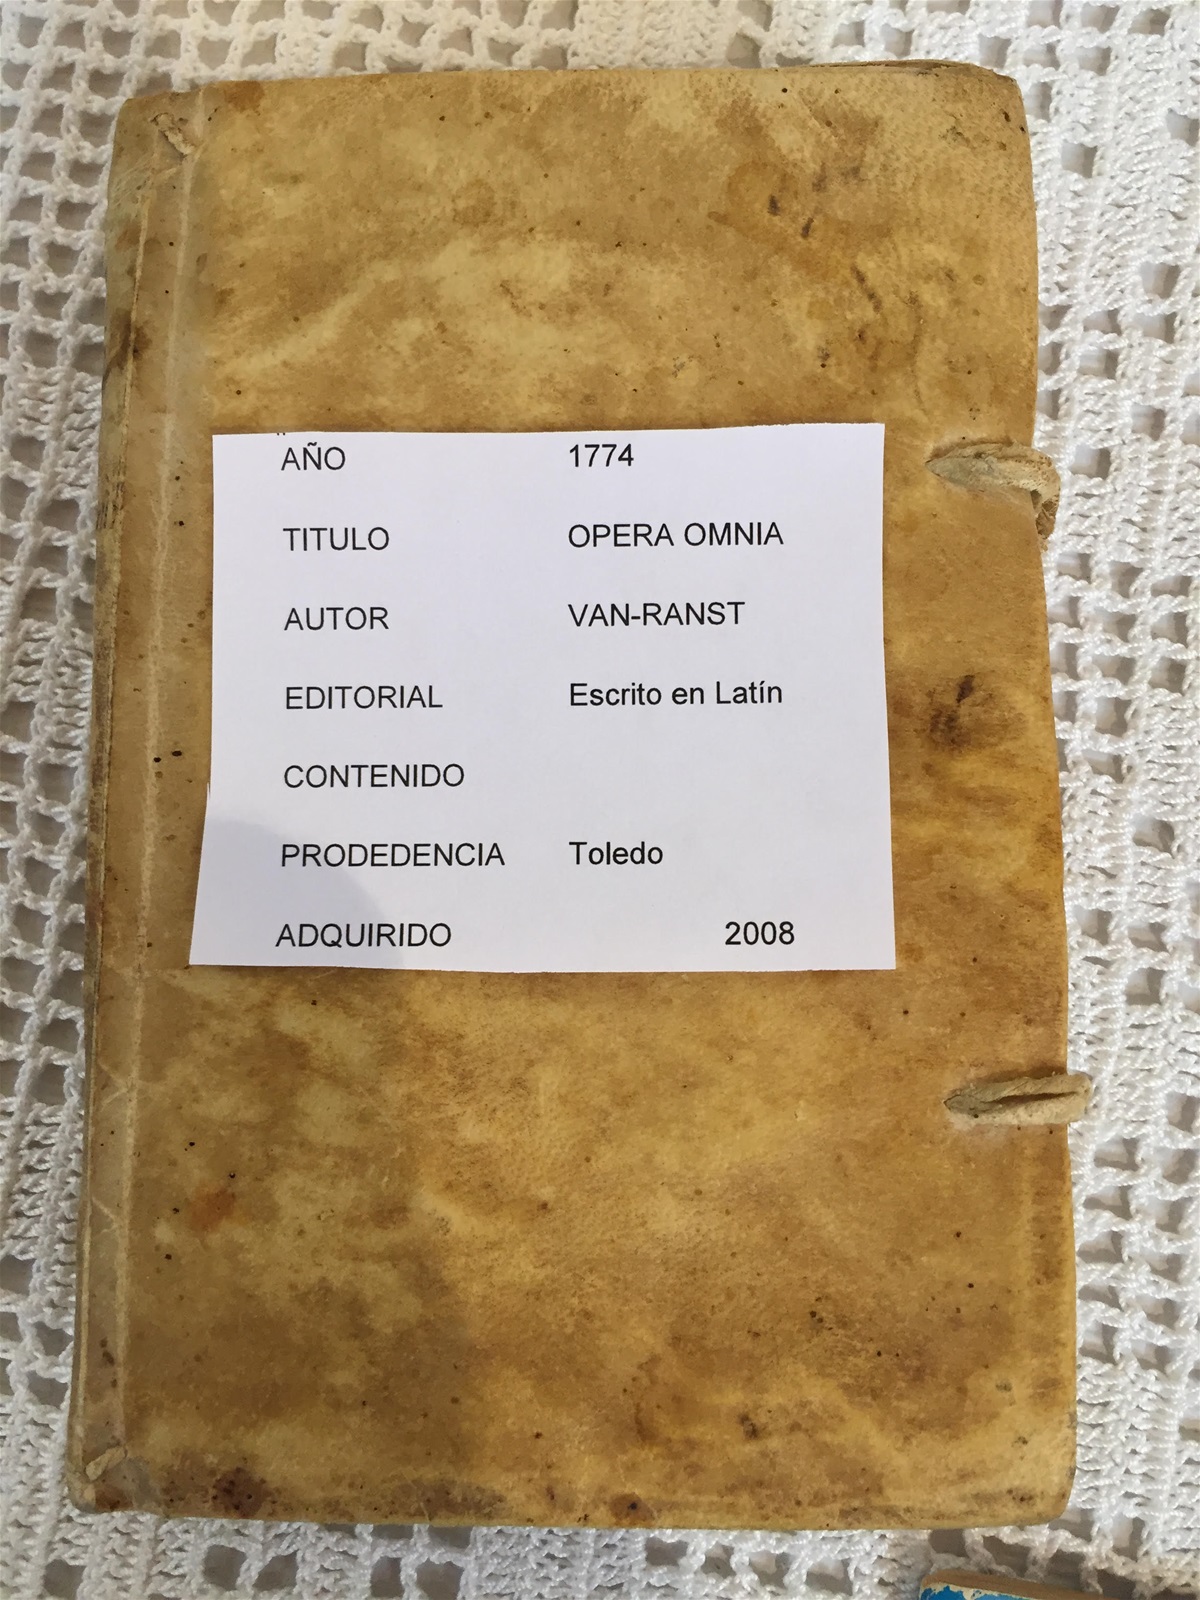 AÑO 1774
TITULO OPERA OMNIA
AUTOR VAN-RANST
EDITORIAL Escrito en Latín
CONTENIDO
PRODEDENCIA Toledo
ADQUIRIDO 2008